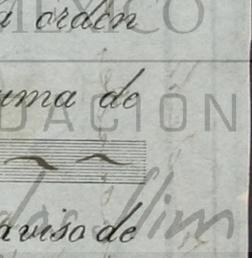 MEXICO
a orden
uma de
DACIÓN
aviso de